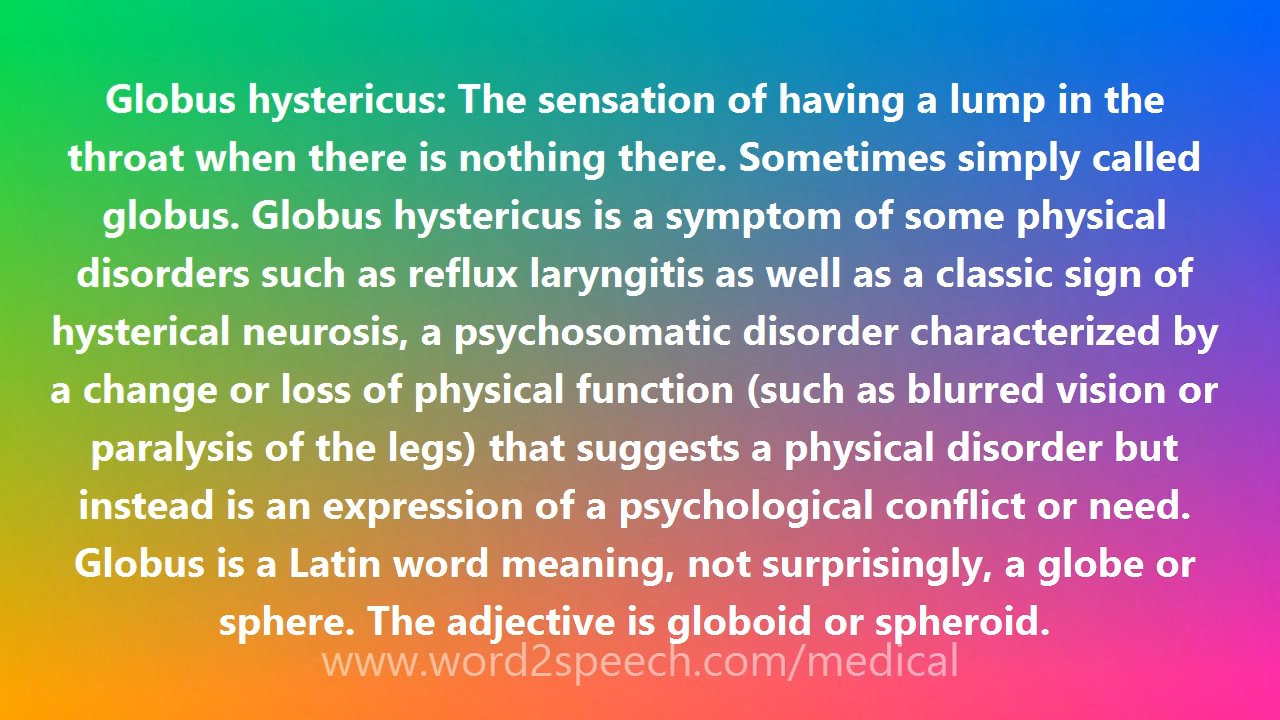 Globus hystericus: The sensation of having a lump in the
throat when there is nothing there. Sometimes simply called
globus. Globus hystericus is a symptom of some physical
disorders such as reflux laryngitis as well as a classic sign of
hysterical neurosis, a psychosomatic disorder characterized by
a change or loss of physical function (such as blurred vision or
paralysis of the legs) that suggests a physical disorder but
instead is an expression of a psychological conflict or need.
Globus is a Latin word meaning, not surprisingly, a globe or
sphere. The adjective is globoid or spheroid.
www.word2speech.com/medical